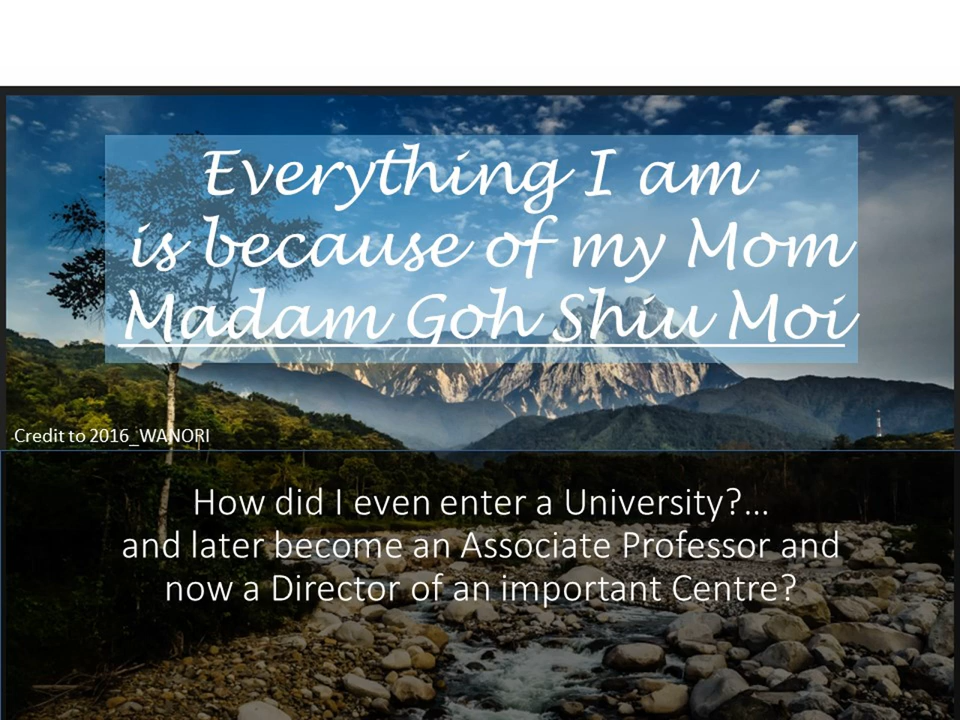 Everything I am
is because of my Mom
Madam Goh Shiu Moi
Credit to 2016_WANORI
How did I even enter a University?...
and later become an Associate Professor and
now a Director of an important Centre?